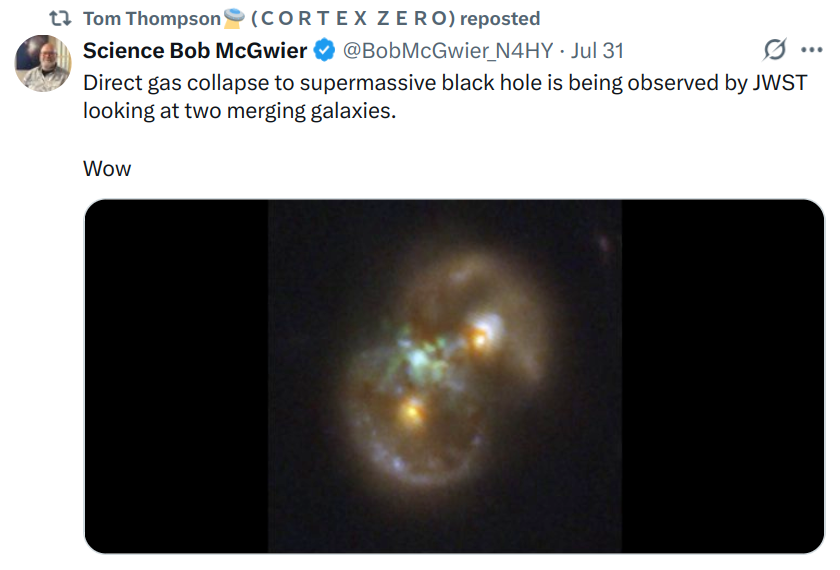 Tom Thompson🛸 (C O R T E X  Z E R O) reposted
Science Bob McGwier @BobMcGwier_N4HY · Jul 31
Direct gas collapse to supermassive black hole is being observed by JWST
looking at two merging galaxies.
Wow